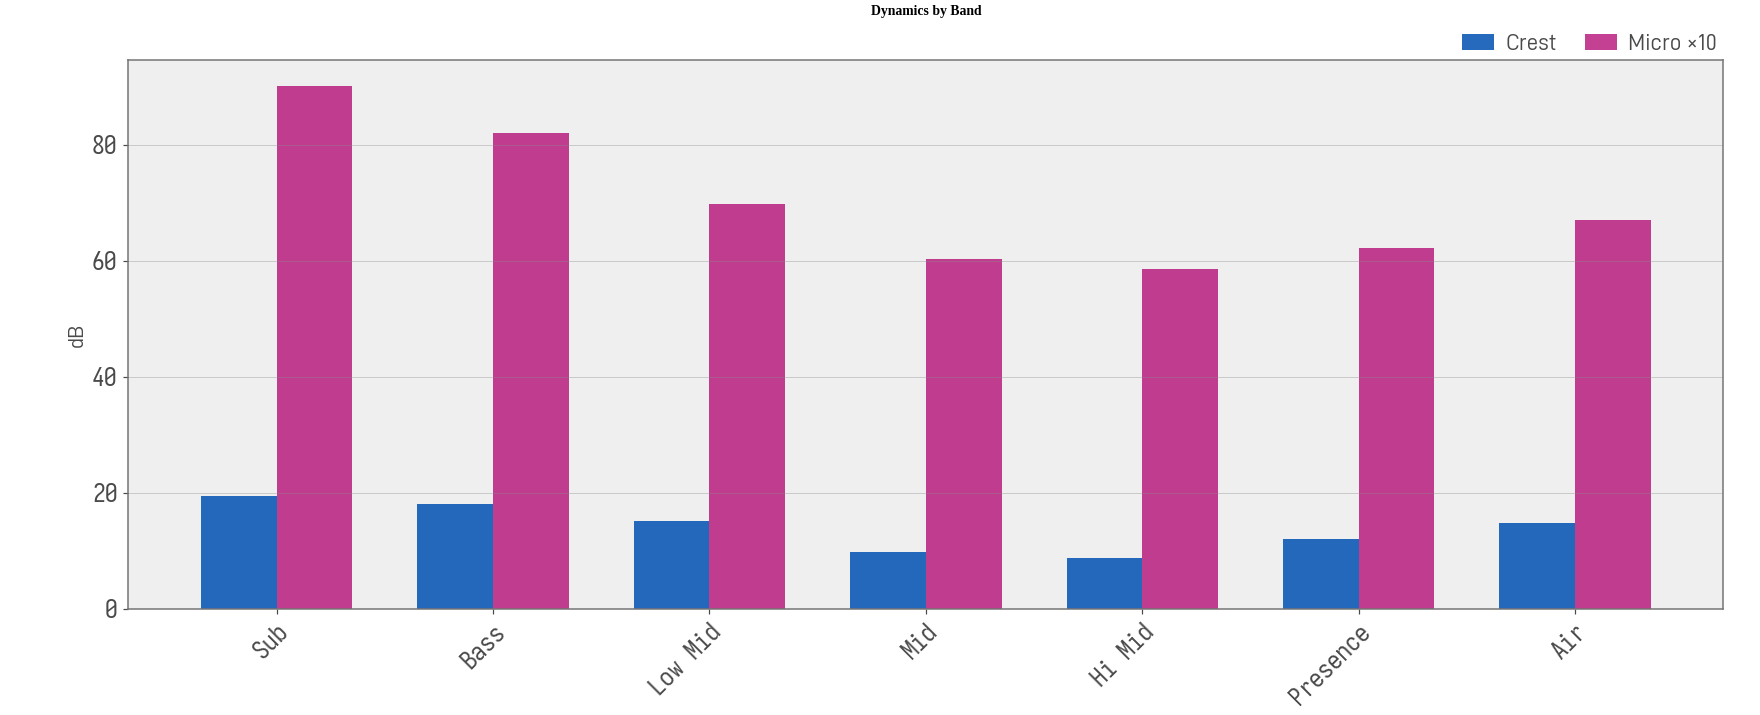 Dynamics by Band
Crest
Micro ×10
80
60
40
20
0
dB
Sub
Bass
Low Mid
Mid
Hi Mid
Presence
Air